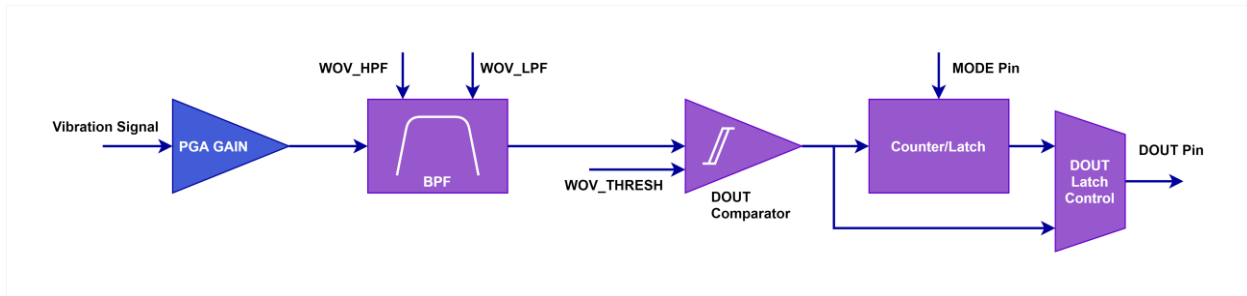 WOV_HPF
WOV_LPF
MODE Pin
Vibration Signal
PGA GAIN
BPF
WOV_THRESH
DOUT
Comparator
Counter/Latch
DOUT
Latch
Control
DOUT Pin